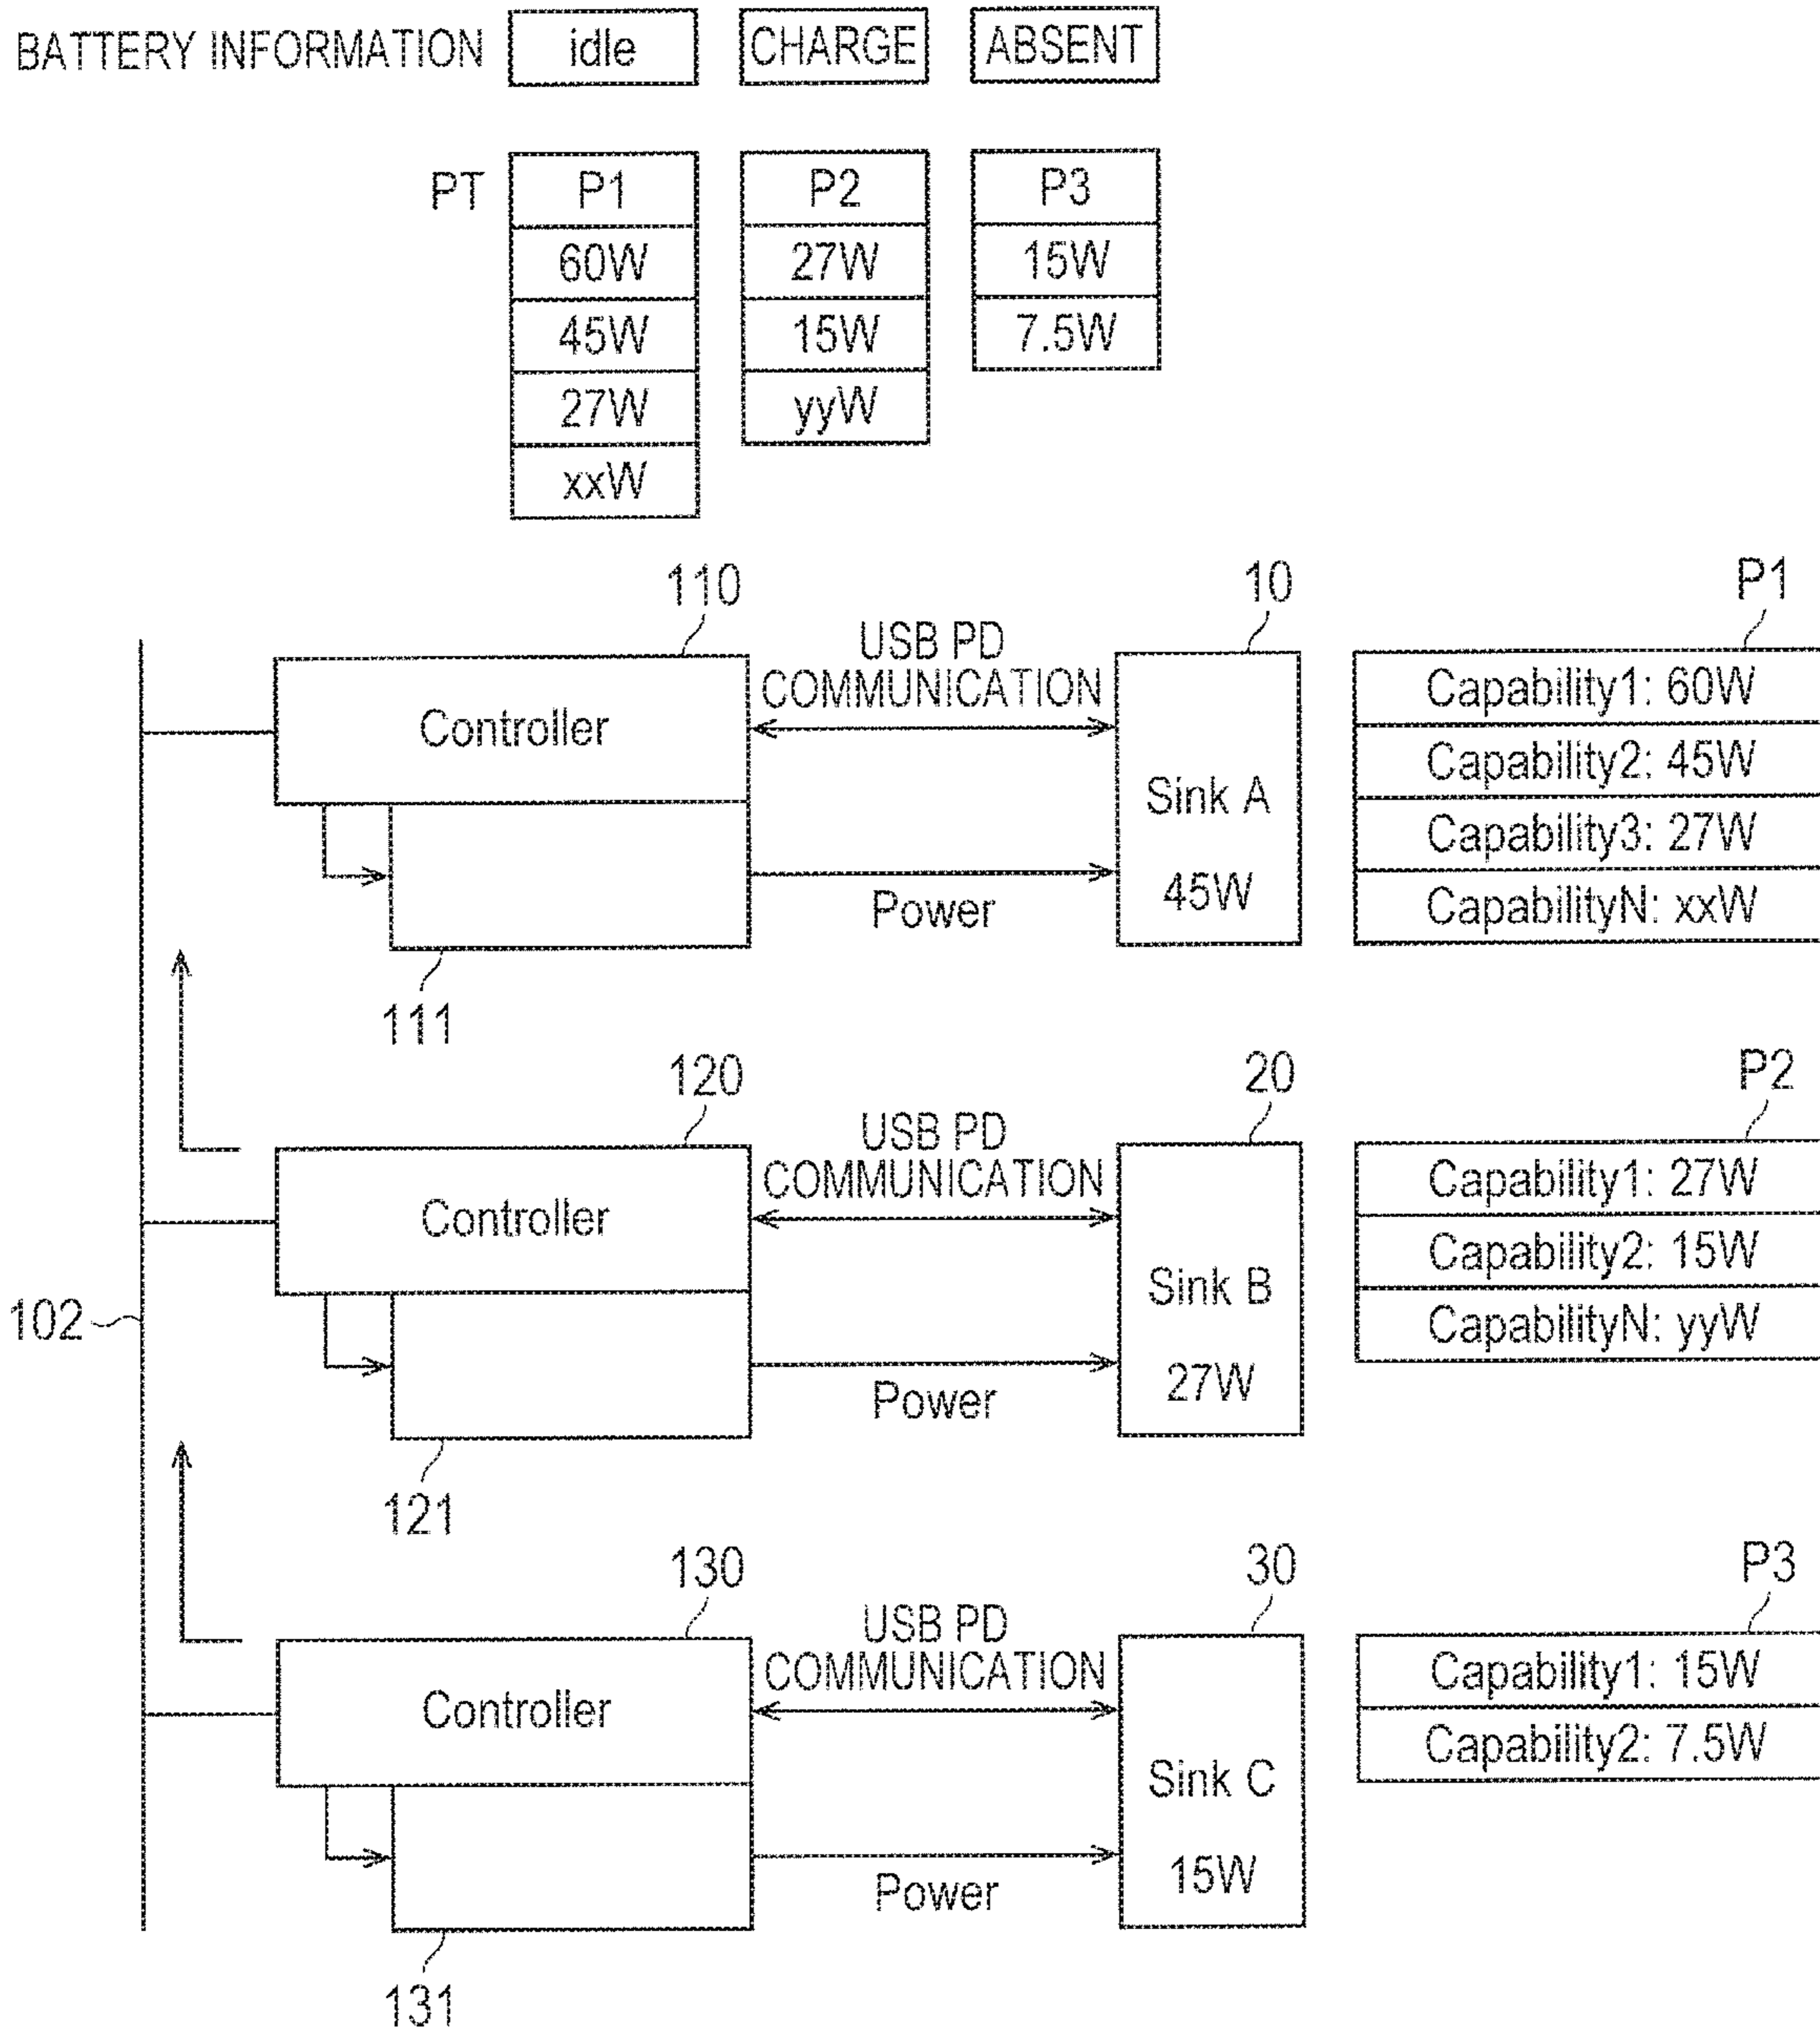 BATTERY INFORMATION idle CHARGE ABSENT
PT P1 P2 P3
60W 27W 15W
45W 15W 7.5W
27W yyW
xxW
110 10 P1
USB PD
COMMUNICATION
Controller
Sink A
45W
Power
111
Capability1: 60W
Capability2: 45W
Capability3: 27W
CapabilityN: xxW
120 20 P2
USB PD
COMMUNICATION
Controller
Sink B
27W
Power
121
Capability1: 27W
Capability2: 15W
CapabilityN: yyW
102
130 30 P3
USB PD
COMMUNICATION
Controller
Sink C
15W
Power
131
Capability1: 15W
Capability2: 7.5W